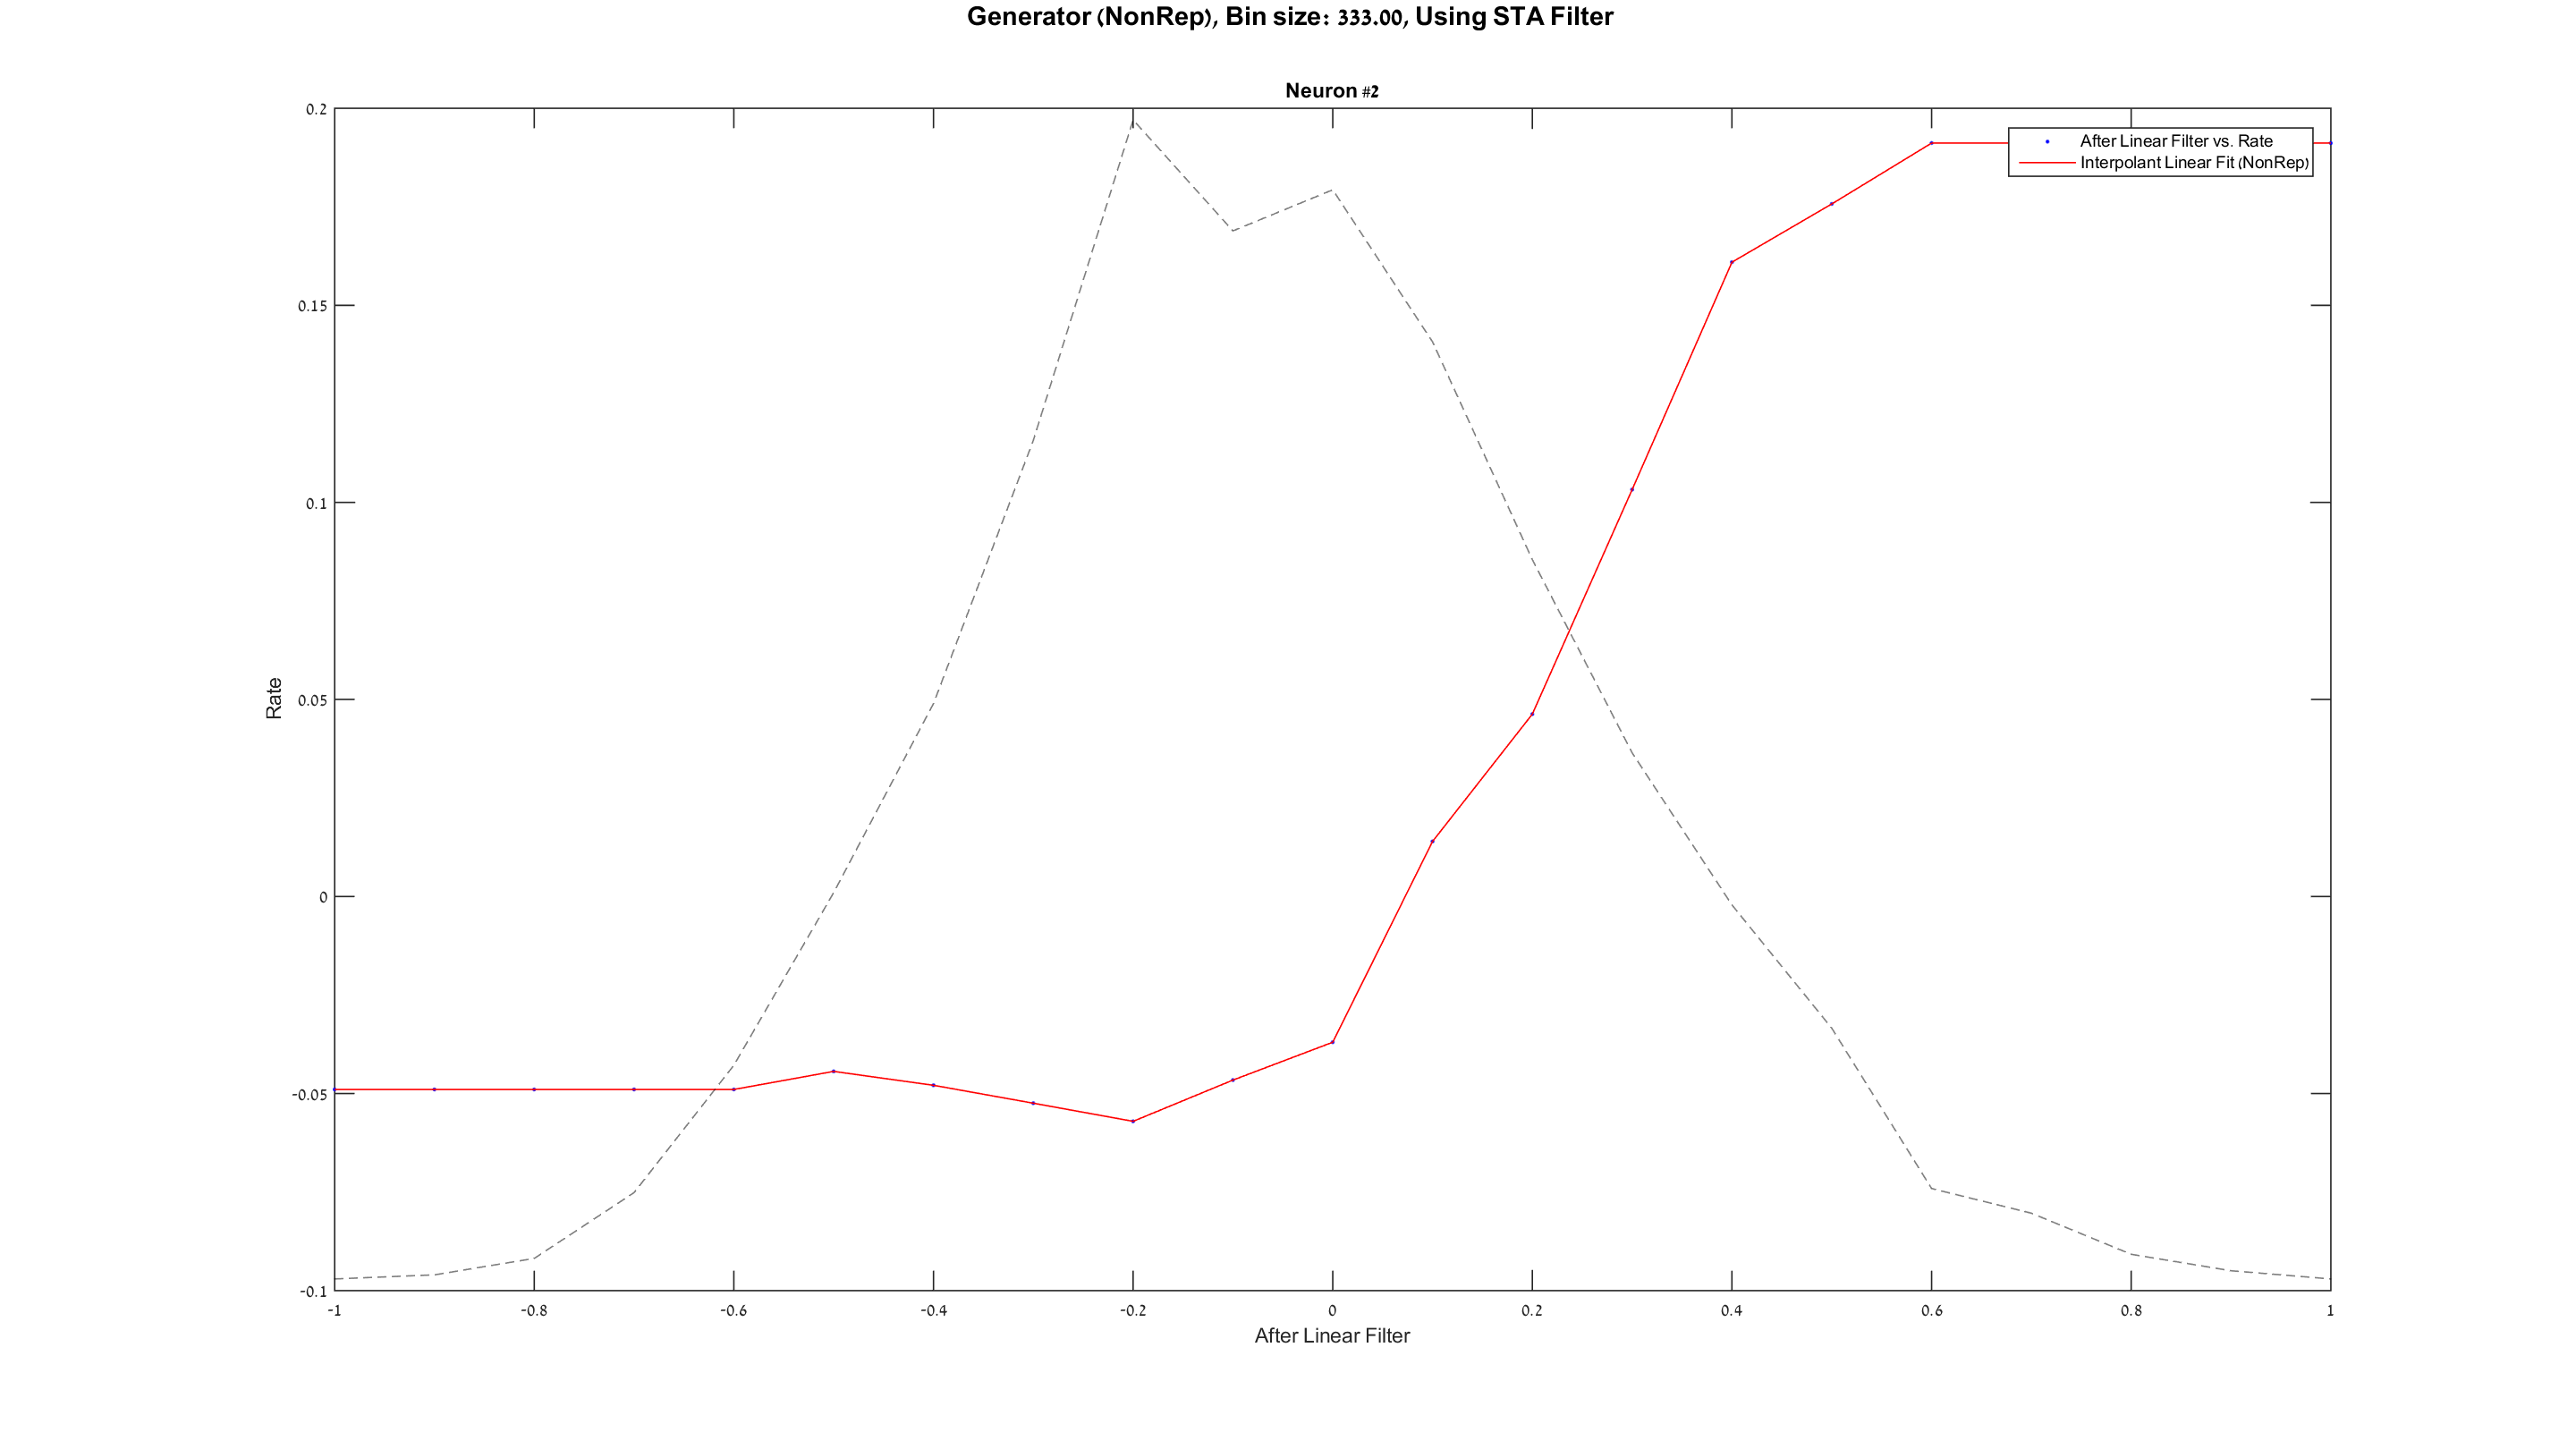 Generator (NonRep), Bin size: 333.00, Using STA Filter
Neuron #2
After Linear Filter vs. Rate
Interpolant Linear Fit (NonRep)
0.2
0.15
0.1
0.05
0
-0.05
-0.1
Rate
-1 -0.8 -0.6 -0.4 -0.2 0 0.2 0.4 0.6 0.8 1
After Linear Filter